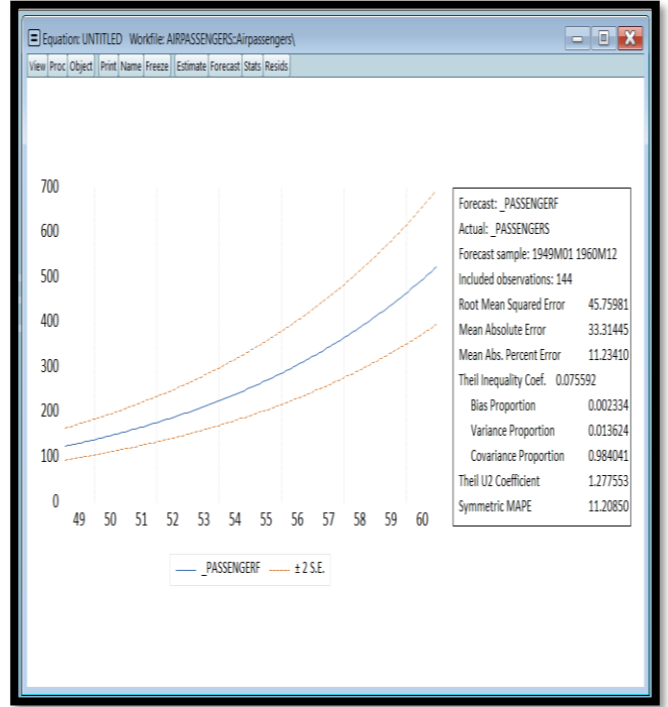 Equation: UNTITLED Workfile: AIRPASSENGERS::Airpassengers\
View Proc Object Print Name Freeze Estimate Forecast Stats Resids
700
600
500
400
300
200
100
0
49 50 51 52 53 54 55 56 57 58 59 60
_PASSENGERF ± 2 S.E.
Forecast: _PASSENGERF
Actual: _PASSENGERS
Forecast sample: 1949M01 1960M12
Included observations: 144
Root Mean Squared Error 45.75981
Mean Absolute Error 33.31445
Mean Abs. Percent Error 11.23410
Theil Inequality Coef. 0.075592
Bias Proportion 0.002334
Variance Proportion 0.013624
Covariance Proportion 0.984041
Theil U2 Coefficient 1.277553
Symmetric MAPE 11.20850